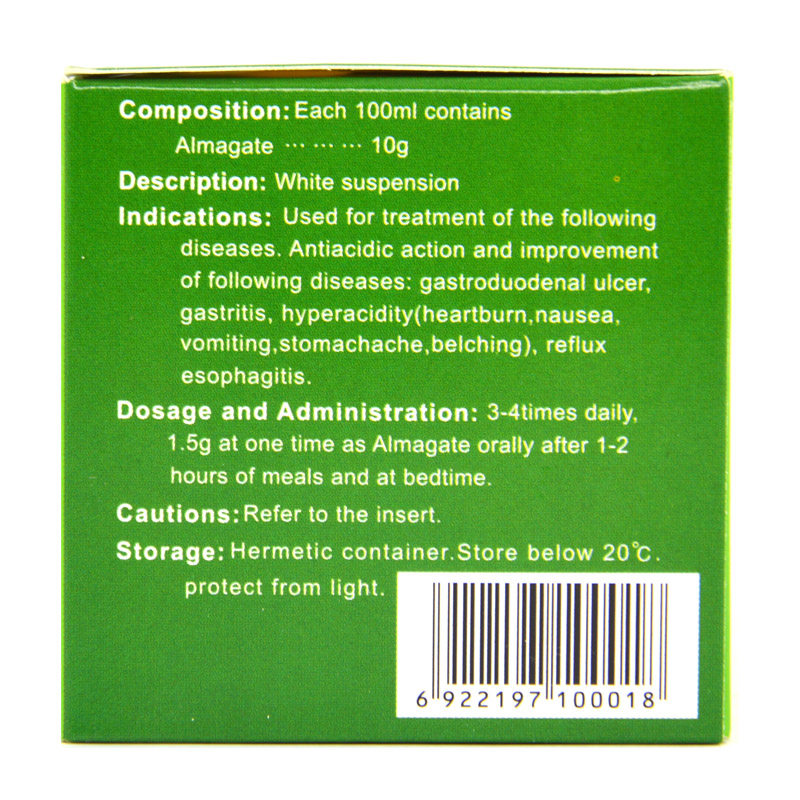 Composition: Each 100ml contains
Almagate ··· ··· ··· 10g
Description: White suspension
Indications: Used for treatment of the following
diseases. Antiacidic action and improvement
of following diseases: gastroduodenal ulcer,
gastritis, hyperacidity(heartburn,nausea,
vomiting,stomachache,belching), reflux
esophagitis.
Dosage and Administration: 3-4times daily,
1.5g at one time as Almagate orally after 1-2
hours of meals and at bedtime.
Cautions: Refer to the insert.
Storage: Hermetic container.Store below 20℃.
protect from light.
6 922197 100018